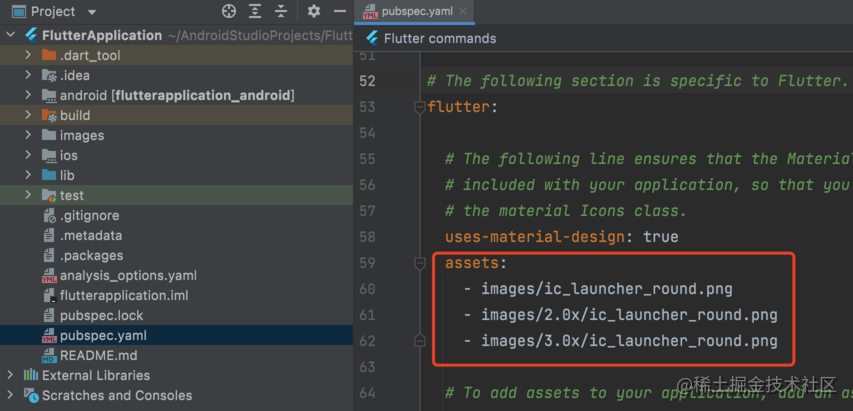 Project
pubspec.yaml
FlutterApplication ~/AndroidStudioProjects/Flutt
.dart_tool
.idea
android [flutterapplication_android]
build
images
ios
lib
test
.gitignore
.metadata
.packages
analysis_options.yaml
flutterapplication.iml
pubspec.lock
pubspec.yaml
README.md
External Libraries
Scratches and Consoles
Flutter commands
51
52 # The following section is specific to Flutter.
53 flutter:
54
55 # The following line ensures that the Material
56 # included with your application, so that you
57 # the material Icons class.
58 uses-material-design: true
59 assets:
60 - images/ic_launcher_round.png
61 - images/2.0x/ic_launcher_round.png
62 - images/3.0x/ic_launcher_round.png
63
64 # To add assets to your application, add an as
@稀土掘金技术社区